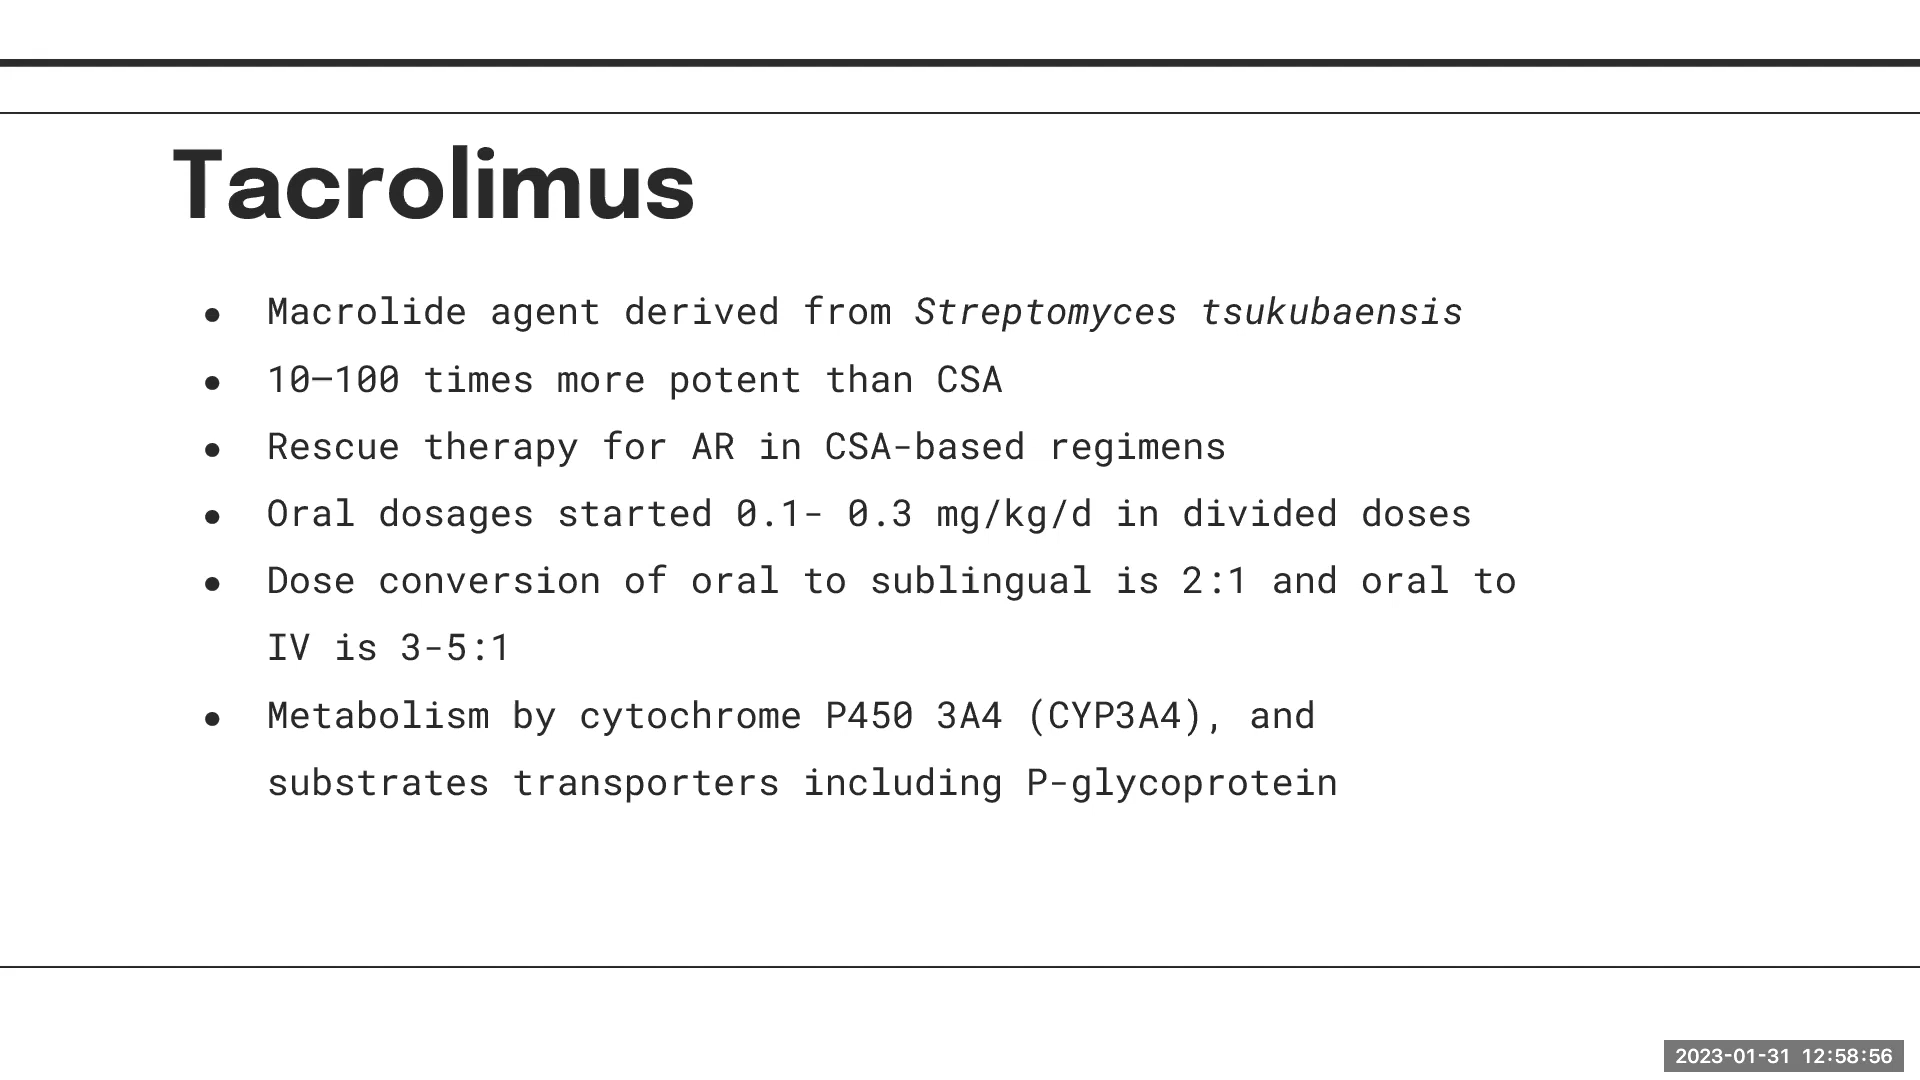 Tacrolimus
● Macrolide agent derived from Streptomyces tsukubaensis
● 10–100 times more potent than CSA
● Rescue therapy for AR in CSA-based regimens
● Oral dosages started 0.1- 0.3 mg/kg/d in divided doses
● Dose conversion of oral to sublingual is 2:1 and oral to
IV is 3-5:1
● Metabolism by cytochrome P450 3A4 (CYP3A4), and
substrates transporters including P-glycoprotein
2023-01-31 12:58:56